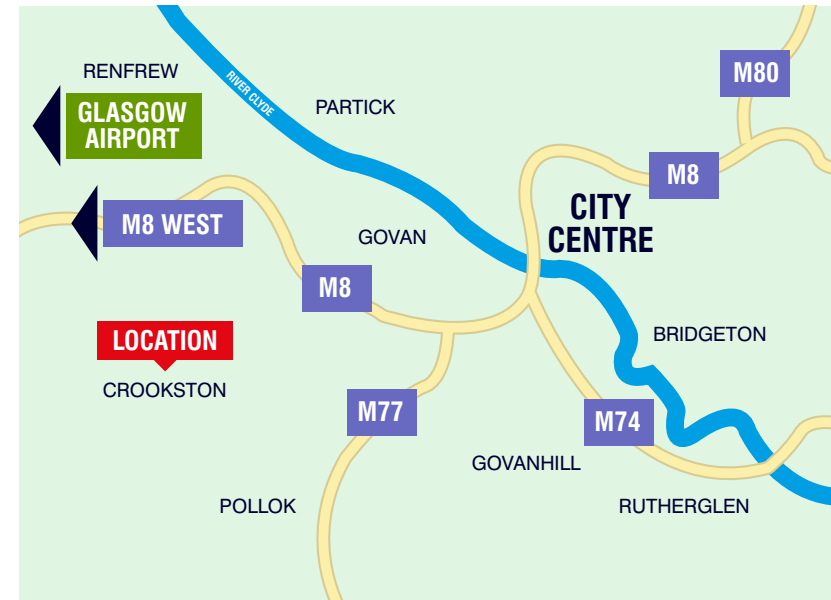 RENFREW
M80
GLASGOW
AIRPORT
RIVER CLYDE
PARTICK
M8
M8 WEST
CITY
CENTRE
GOVAN
M8
LOCATION
BRIDGETON
CROOKSTON
M77
M74
GOVANHILL
POLLOK
RUTHERGLEN